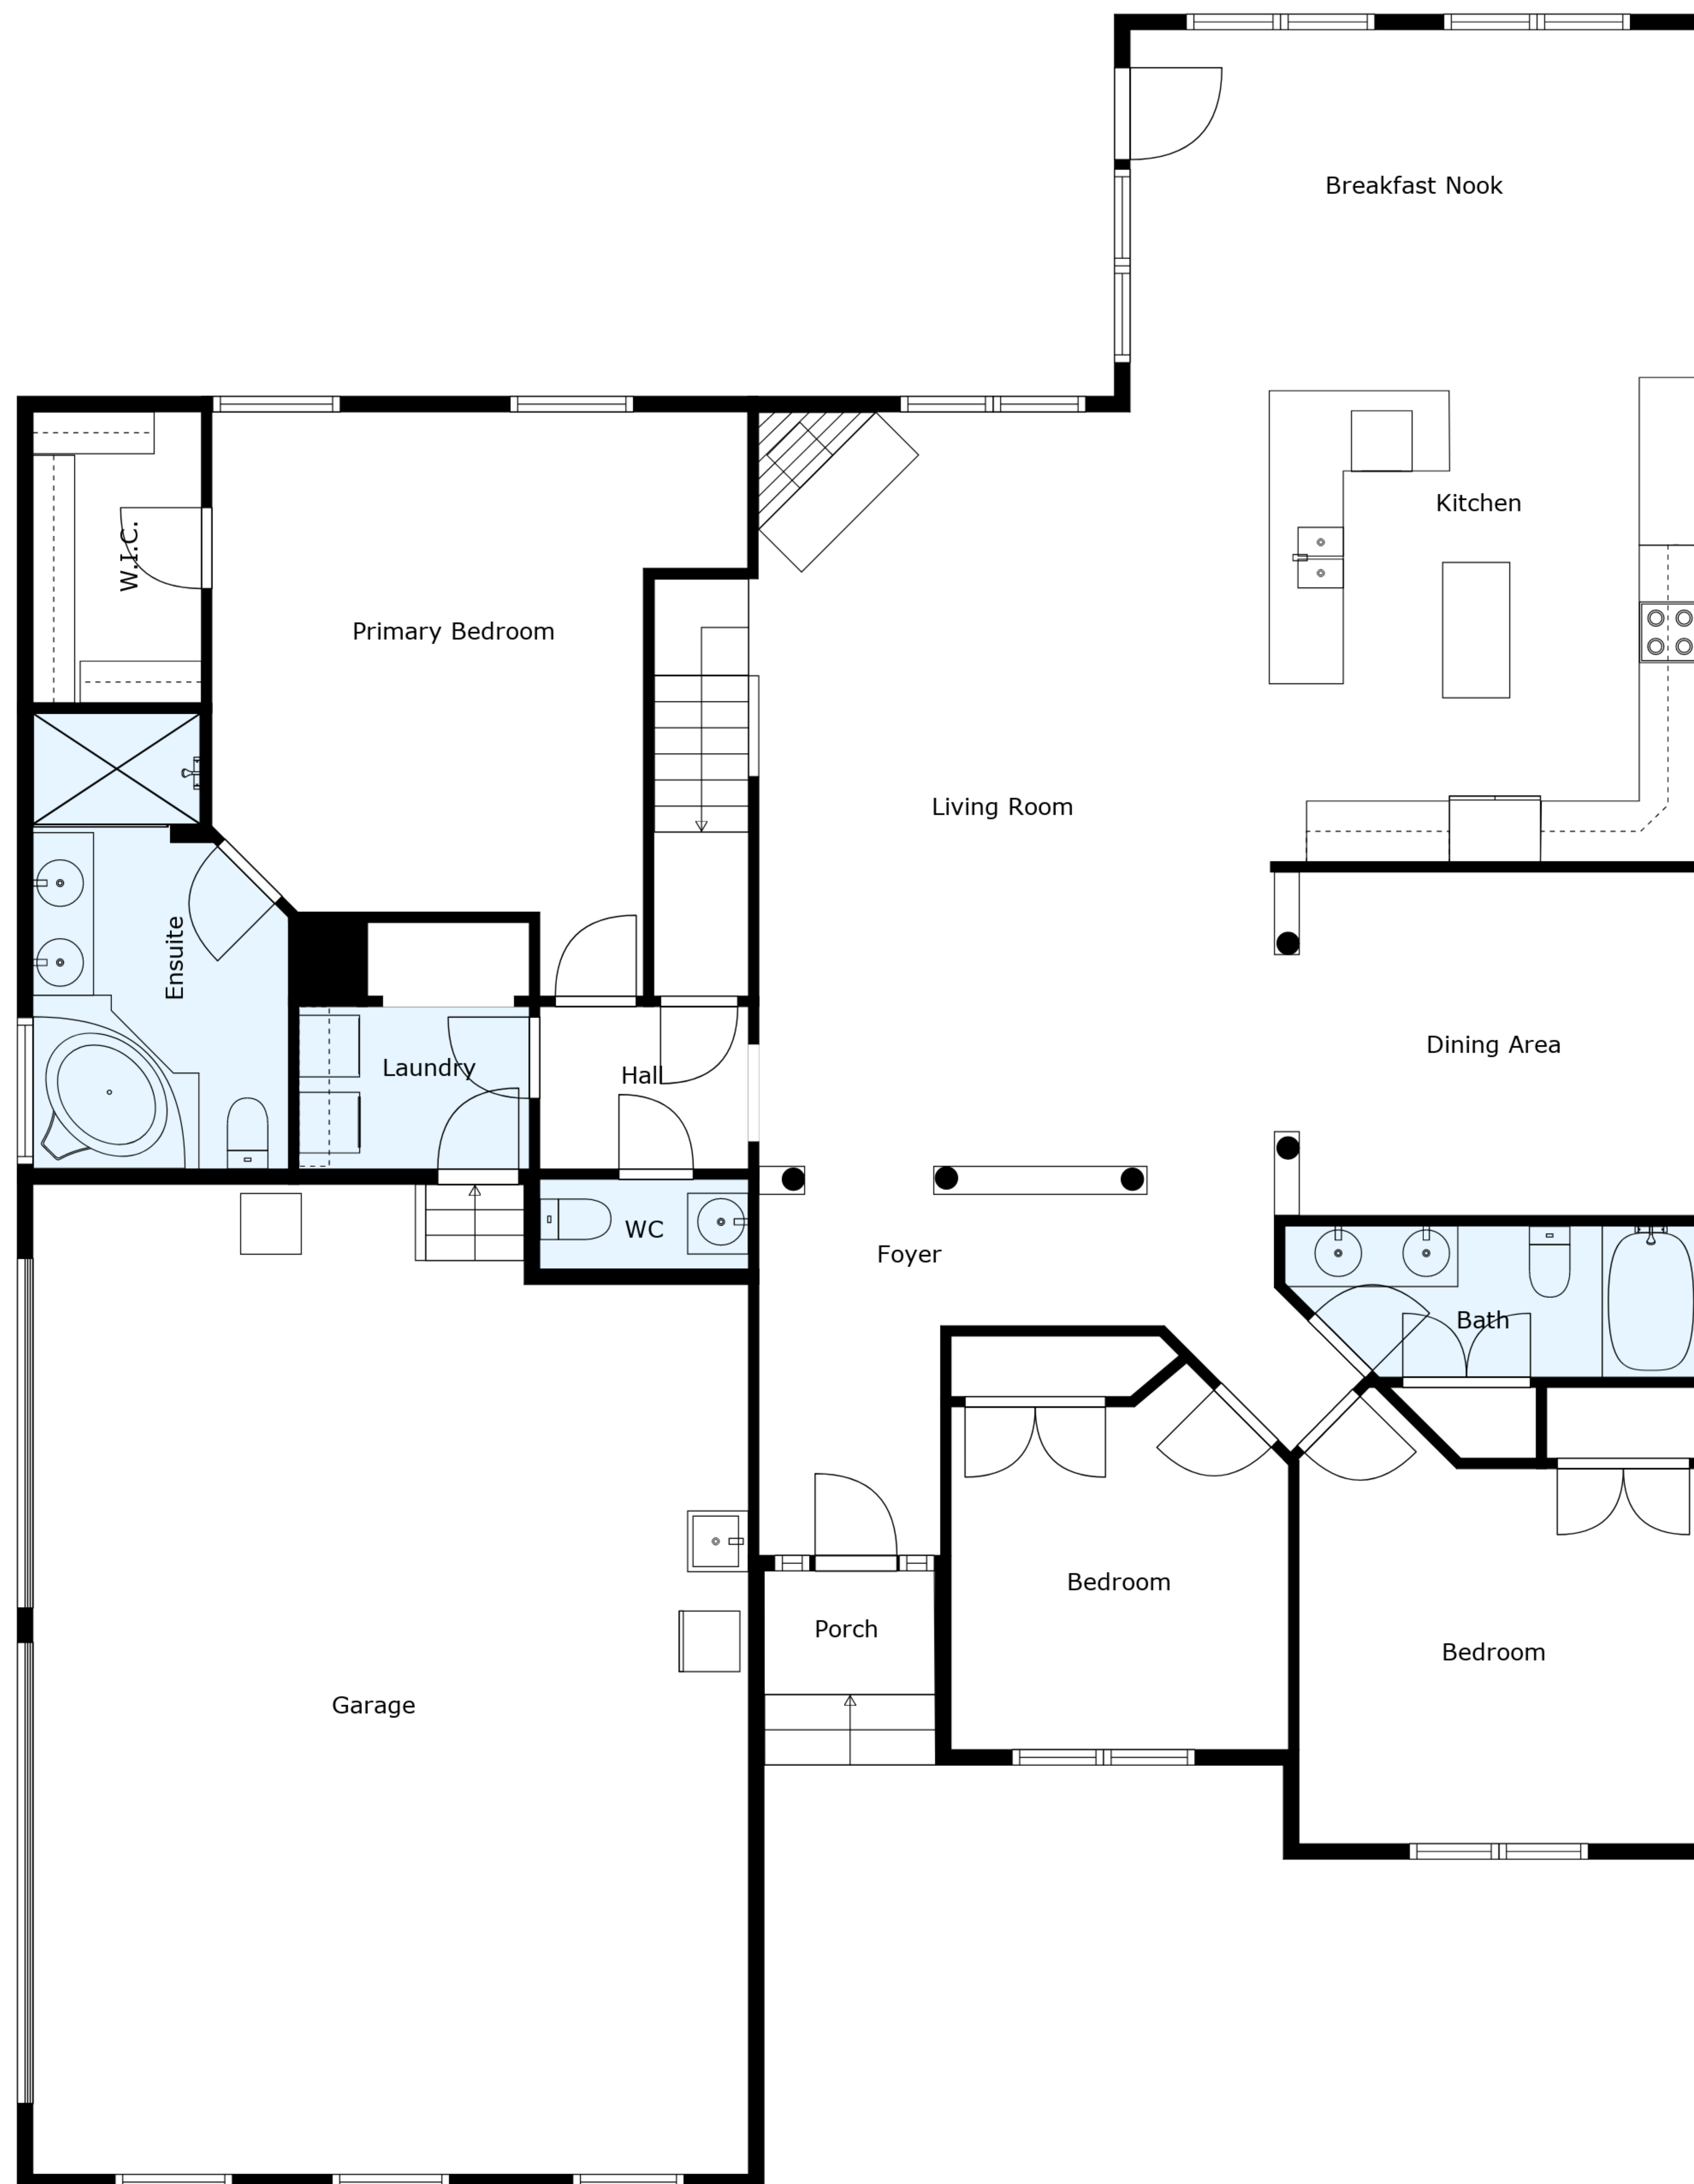 Breakfast Nook
Kitchen
W.I.C.
Primary Bedroom
Living Room
Ensuite
Dining Area
Laundry
Hall
WC
Foyer
Bath
Bedroom
Porch
Bedroom
Garage